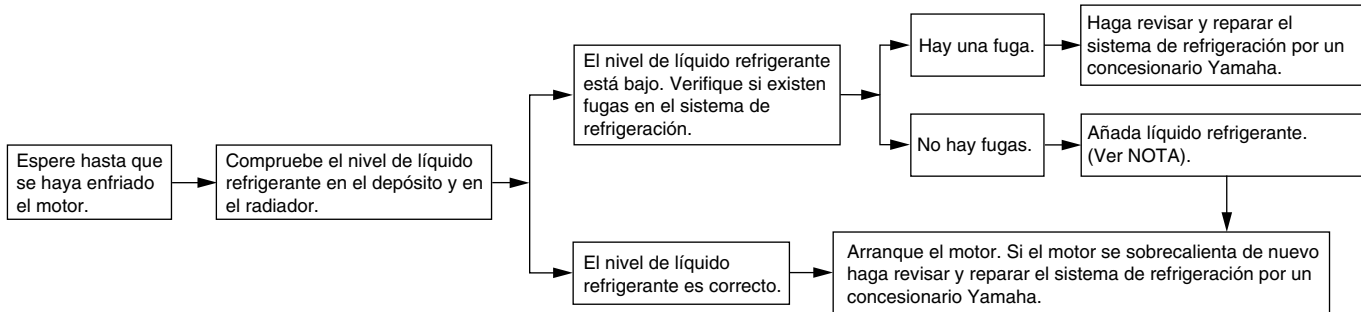 Espere hasta que
se haya enfriado
el motor.
Compruebe el nivel de líquido
refrigerante en el depósito y en
el radiador.
El nivel de líquido refrigerante
está bajo. Verifique si existen
fugas en el sistema de
refrigeración.
Hay una fuga.
Haga revisar y reparar el
sistema de refrigeración por un
concesionario Yamaha.
No hay fugas.
Añada líquido refrigerante.
(Ver NOTA).
El nivel de líquido
refrigerante es correcto.
Arranque el motor. Si el motor se sobrecalienta de nuevo
haga revisar y reparar el sistema de refrigeración por un
concesionario Yamaha.